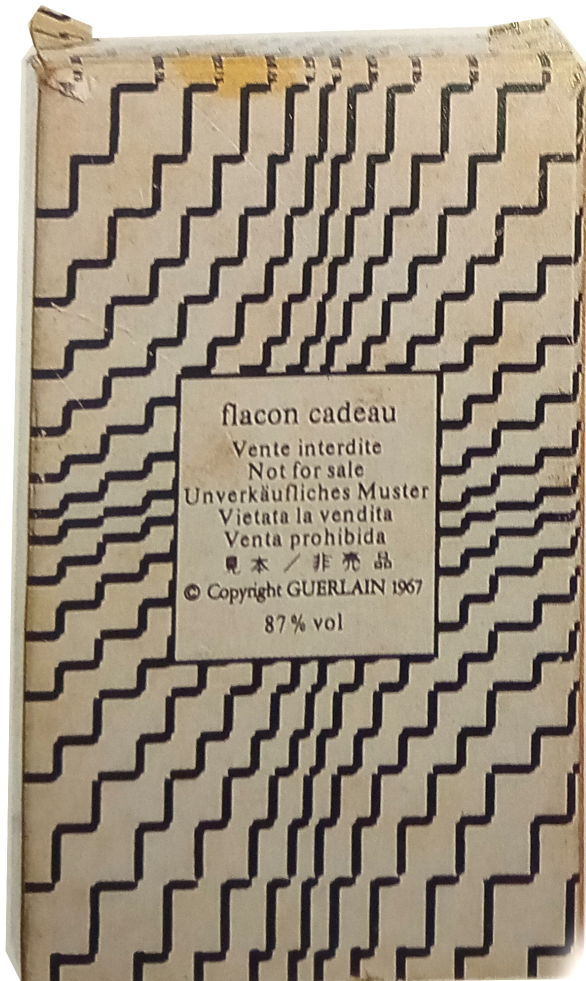 flacon cadeau
Vente interdite
Not for sale
Unverkäufliches Muster
Vietata la vendita
Venta prohibida
見本／非売品
© Copyright GUERLAIN 1967
87% vol